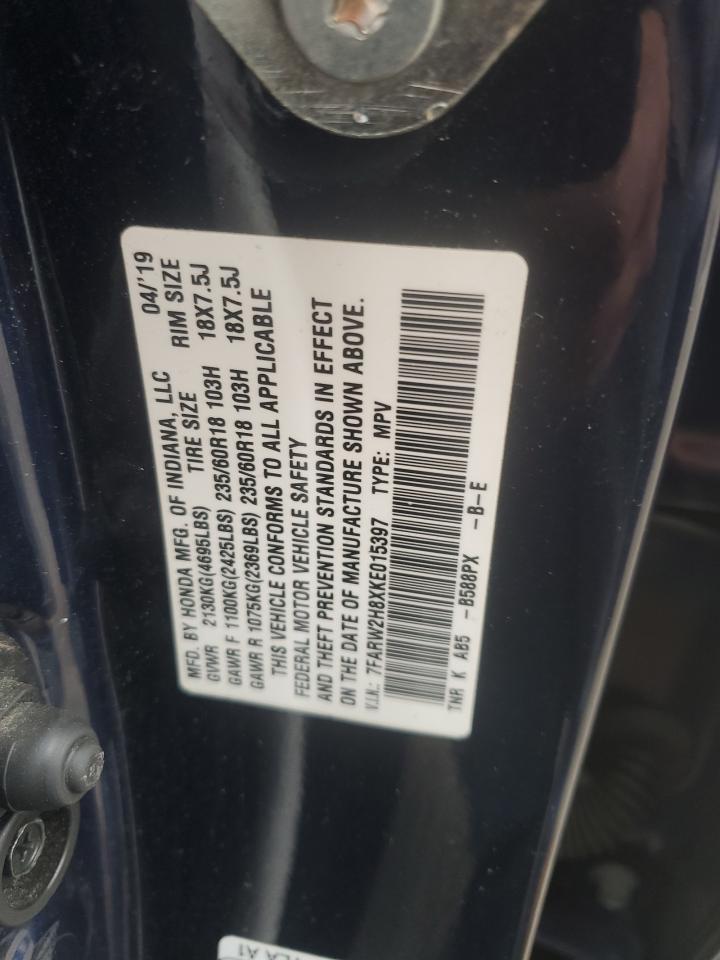 MFD. BY HONDA MFG. OF INDIANA, LLC 04/'19
GVWR 2130KG(4695LBS) TIRE SIZE RIM SIZE
GAWR F 1100KG(2425LBS) 235/60R18 103H 18X7.5J
GAWR R 1075KG(2369LBS) 235/60R18 103H 18X7.5J
THIS VEHICLE CONFORMS TO ALL APPLICABLE
FEDERAL MOTOR VEHICLE SAFETY
AND THEFT PREVENTION STANDARDS IN EFFECT
ON THE DATE OF MANUFACTURE SHOWN ABOVE.
V.I.N.: 7FARW2H8XKE015397 TYPE: MPV
TNR K AB5 -B588PX -B-E
A1